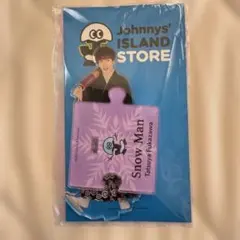 Johnnys'
ISLAND
STORE
Snow Man
Tatsuya Fukazawa